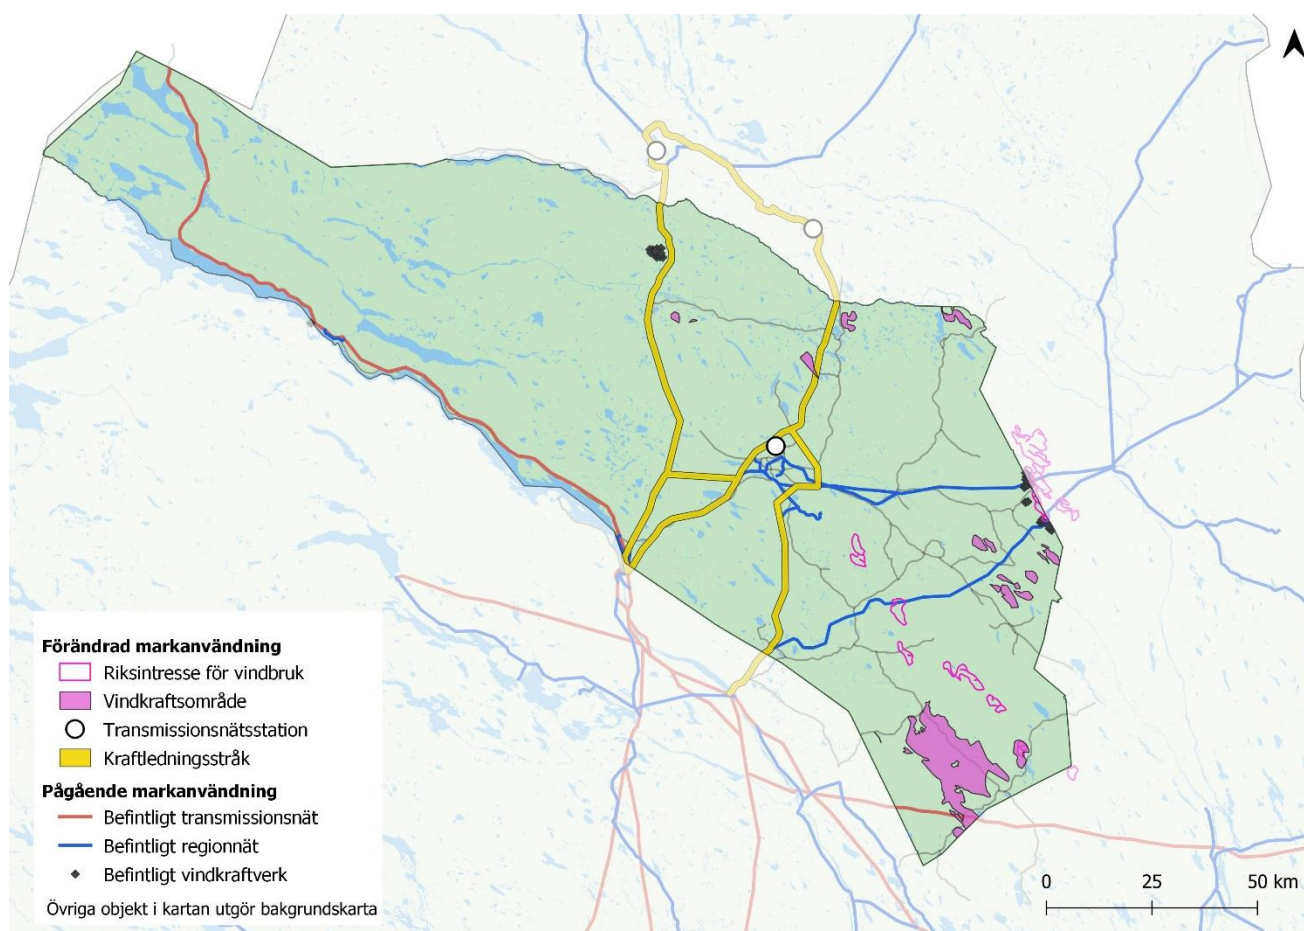 Förändrad markanvändning
Riksintresse för vindbruk
Vindkraftsområde
Transmissionsnätsstation
Kraftledningsstråk
Pågående markanvändning
Befintligt transmissionsnät
Befintligt regionnät
Befintligt vindkraftverk
Övriga objekt i kartan utgör bakgrundskarta
0 25 50 km